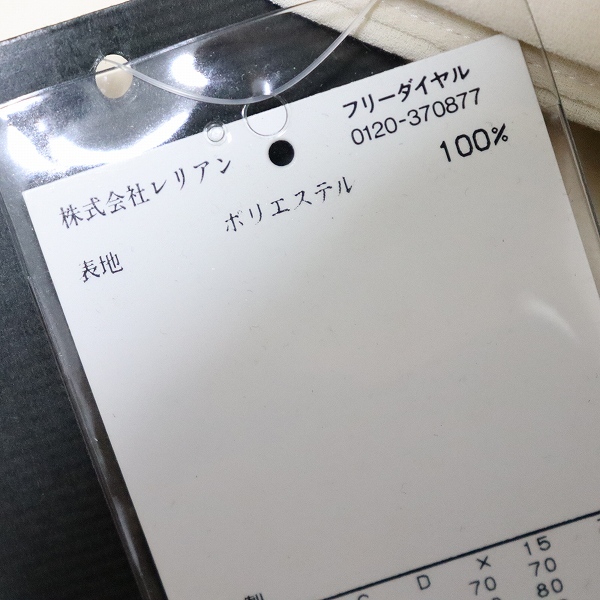 フリーダイヤル
株式会社レリアン 0120-370877
表地 ポリエステル 100%
D X 15
70 70
80